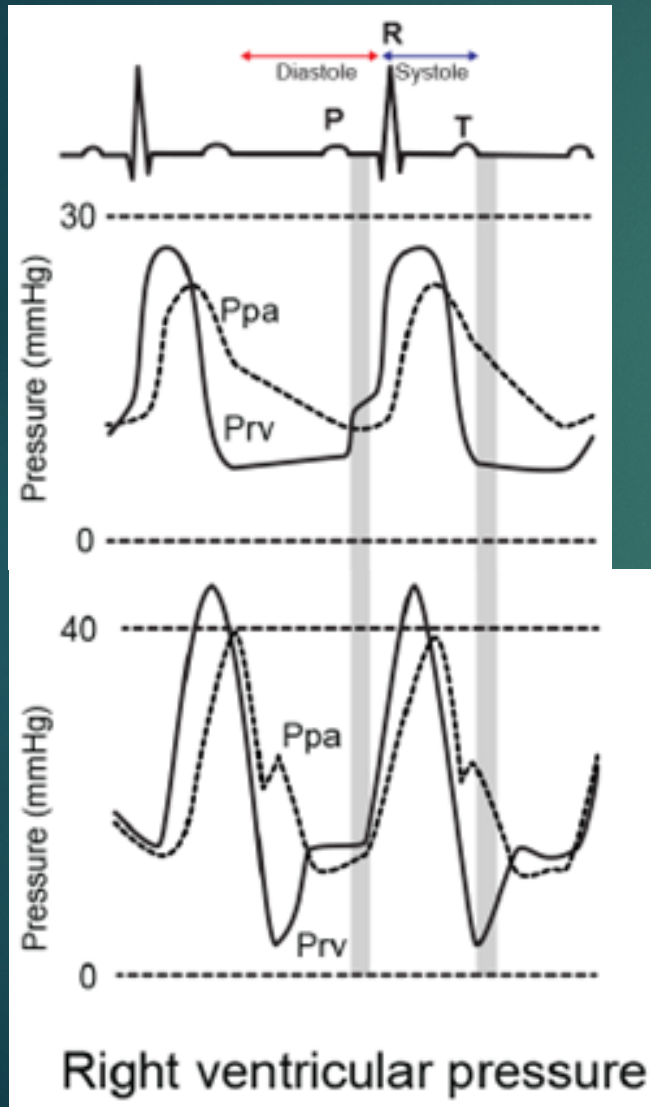 R
Diastole Systole
P T
30
Ppa
Prv
Pressure (mmHg)
0
40
Ppa
Prv
Pressure (mmHg)
0
Right ventricular pressure